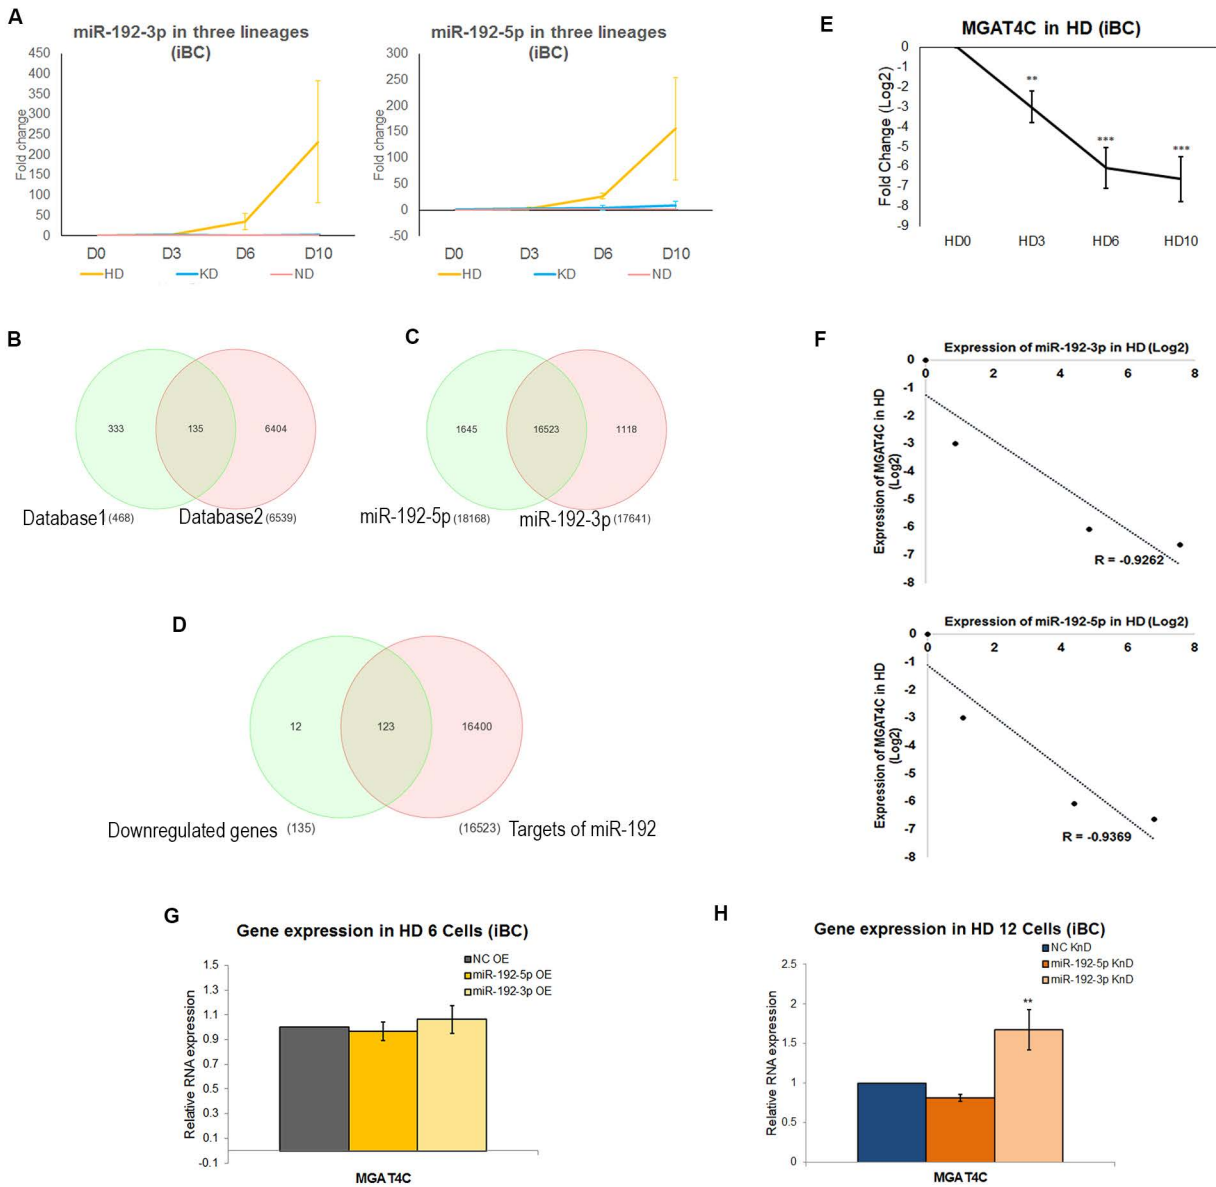 A
miR-192-3p in three lineages
(iBC)
Fold change
450
400
350
300
250
200
150
100
50
0
D0 D3 D6 D10
HD KD ND
miR-192-5p in three lineages
(iBC)
Fold change
300
250
200
150
100
50
0
-50
D0 D3 D6 D10
HD KD ND
E
MGAT4C in HD (iBC)
Fold Change (Log2)
0
-1
-2
-3
-4
-5
-6
-7
-8
-9
**
***
***
HD0 HD3 HD6 HD10
B
333 135 6404
Database1 (468) Database2 (6539)
C
1645 16523 1118
miR-192-5p (18168) miR-192-3p (17641)
D
12 123 16400
Downregulated genes (135) (16523) Targets of miR-192
F
Expression of miR-192-3p in HD (Log2)
0 2 4 6 8
Expression of MGAT4C in HD
(Log2)
0
-1
-2
-3
-4
-5
-6
-7
-8
R = -0.9262
Expression of miR-192-5p in HD (Log2)
0 2 4 6 8
Expression of MGAT4C in HD
(Log2)
0
-1
-2
-3
-4
-5
-6
-7
-8
R = -0.9369
G
Gene expression in HD 6 Cells (iBC)
NC OE
miR-192-5p OE
miR-192-3p OE
Relative RNA expression
1.5
1.3
1.1
0.9
0.7
0.5
0.3
0.1
-0.1
MGAT4C
H
Gene expression in HD 12 Cells (iBC)
NC KnD
miR-192-5p KnD
miR-192-3p KnD
Relative RNA expression
2.5
2
1.5
1
0.5
0
**
MGAT4C